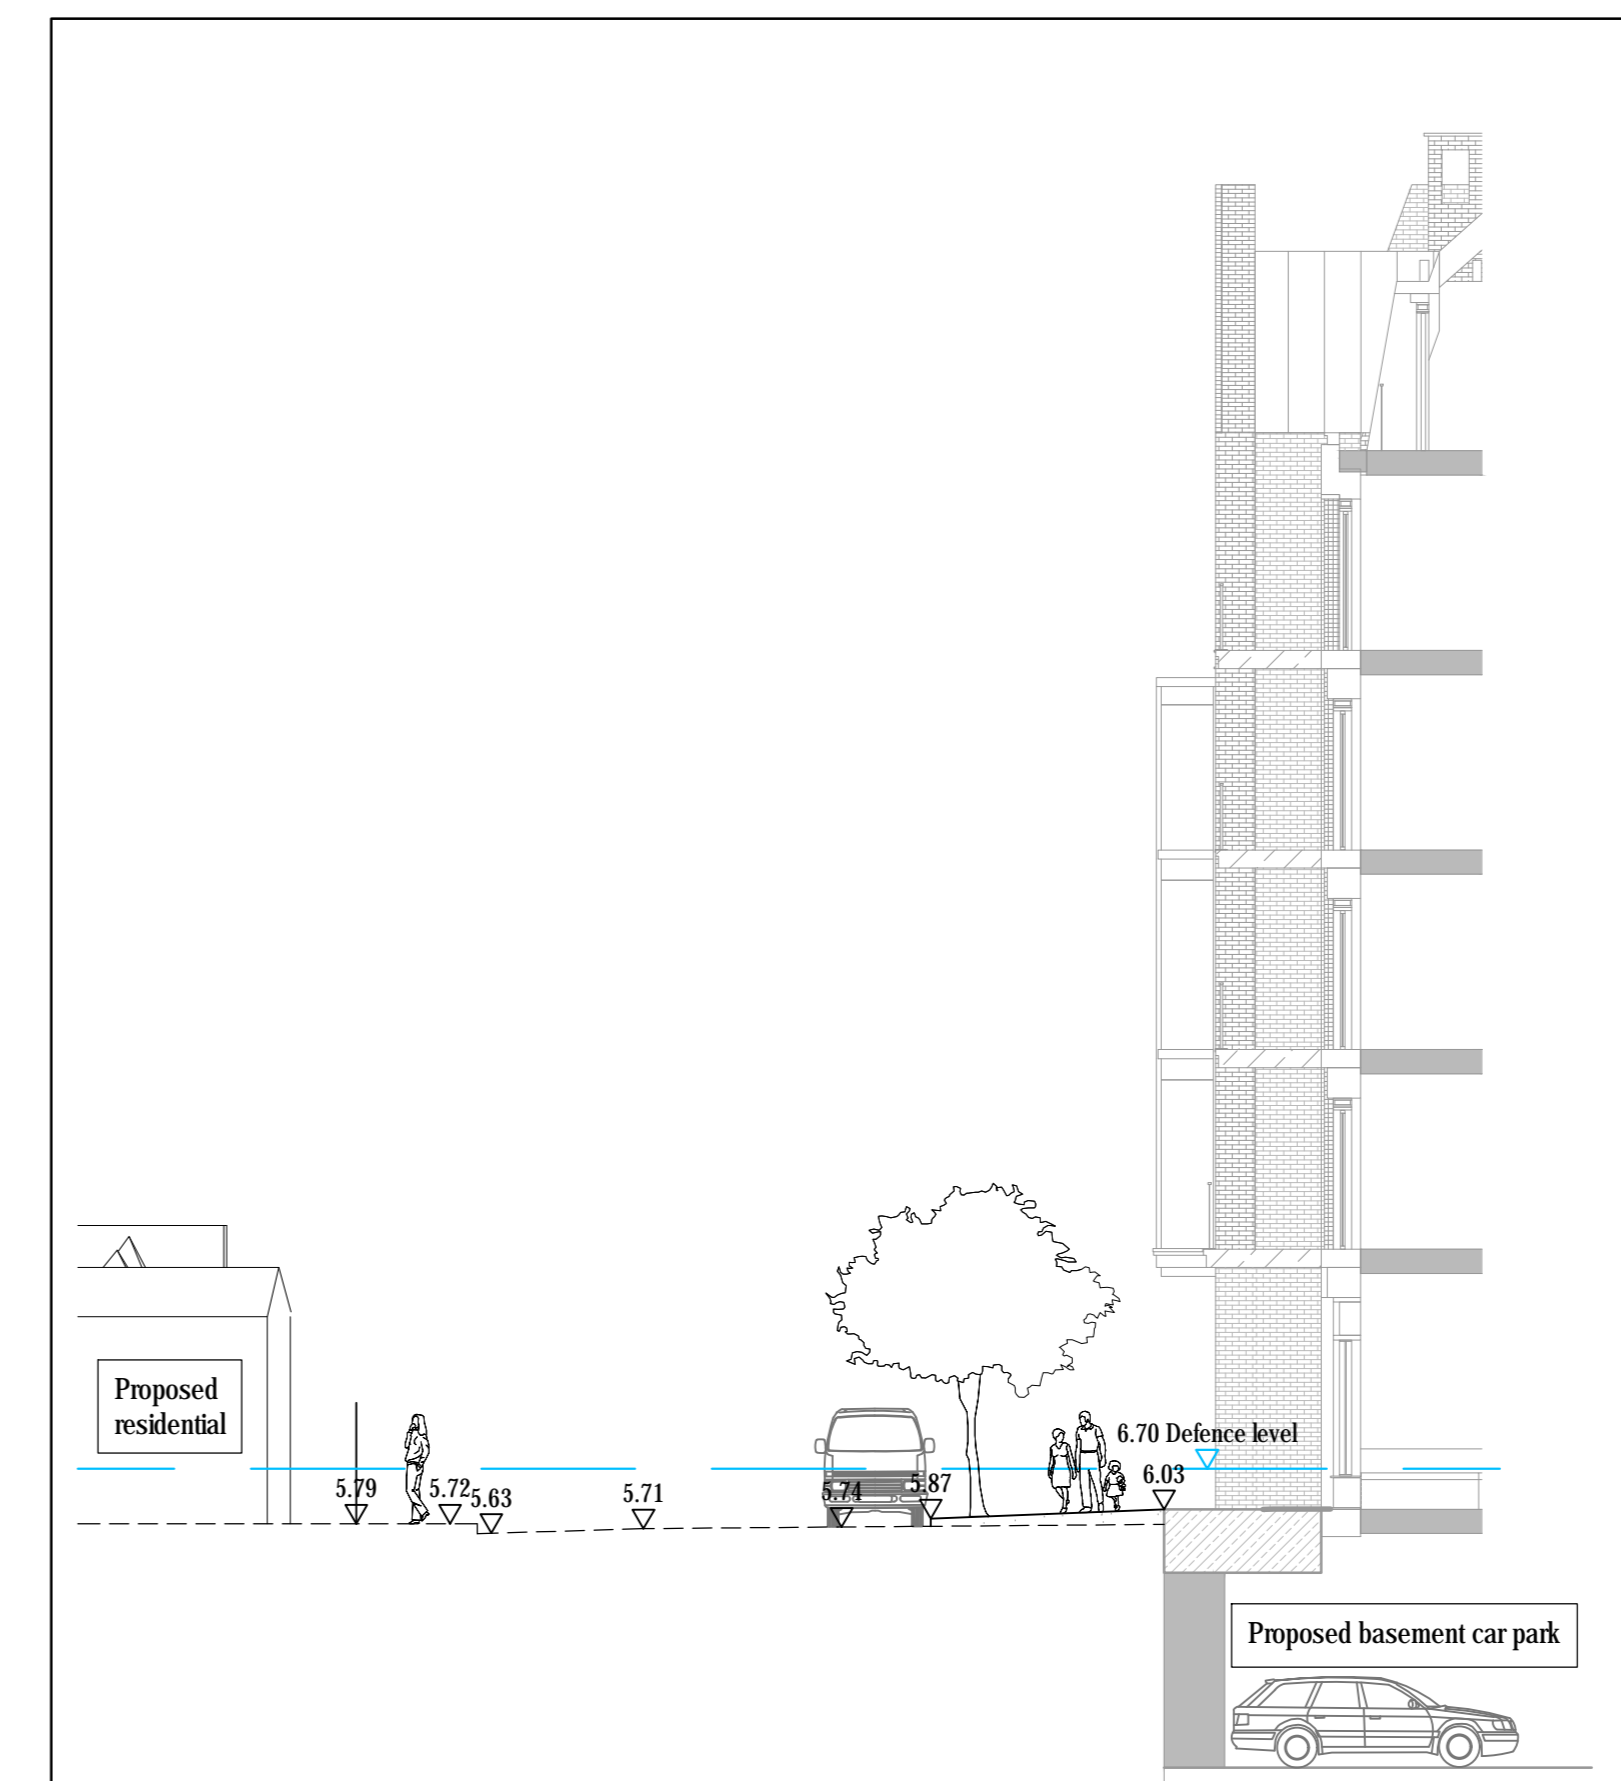 Proposed
residential
6.70 Defence level
5.79
5.72
5.63
5.71
5.74
5.87
6.03
Proposed basement car park